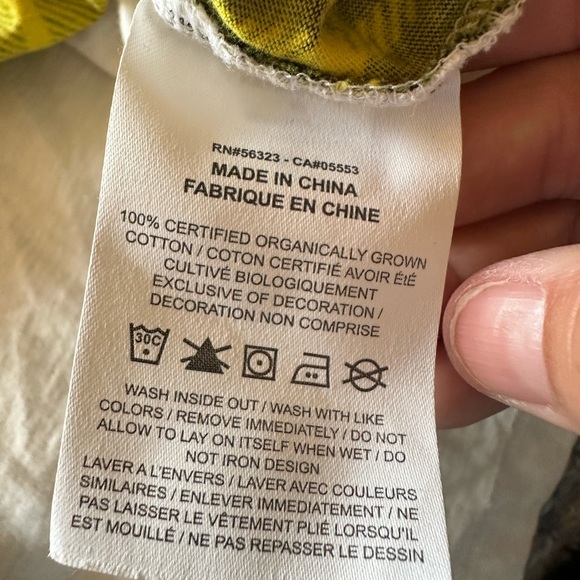 RN#56323 - CA#05553
MADE IN CHINA
FABRIQUE EN CHINE
100% CERTIFIED ORGANICALLY GROWN
COTTON / COTON CERTIFIÉ AVOIR ÉTÉ
CULTIVÉ BIOLOGIQUEMENT
EXCLUSIVE OF DECORATION /
DECORATION NON COMPRISE
30C
WASH INSIDE OUT / WASH WITH LIKE
COLORS / REMOVE IMMEDIATELY / DO NOT
ALLOW TO LAY ON ITSELF WHEN WET / DO
NOT IRON DESIGN
LAVER A L'ENVERS / LAVER AVEC COULEURS
SIMILAIRES / ENLEVER IMMEDIATEMENT / NE
PAS LAISSER LE VÊTEMENT PLIÉ LORSQU'IL
EST MOUILLÉ / NE PAS REPASSER LE DESSIN